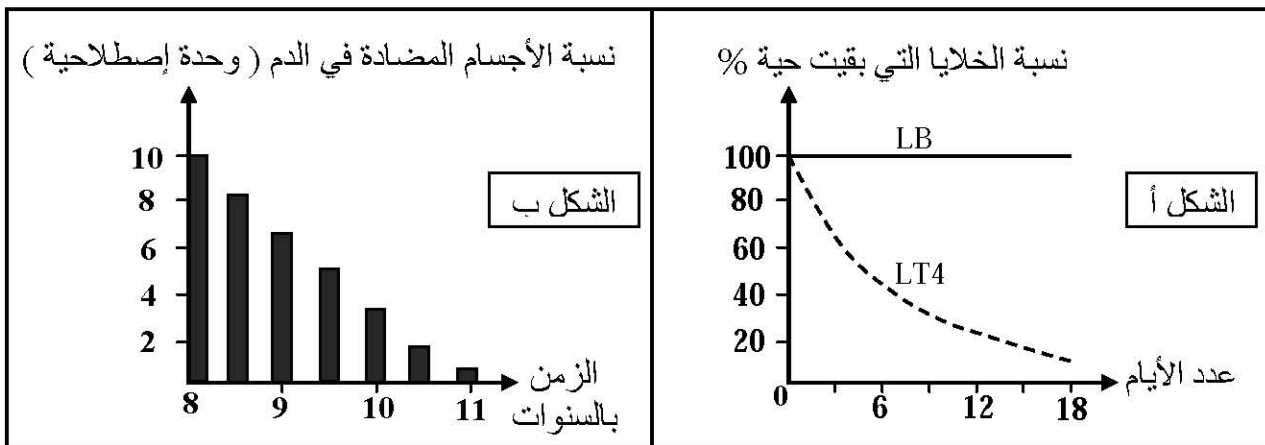 نسبة الخلايا التي بقيت حية %
100
80
60
40
20
0
6
12
18
LB
LT4
الشكل أ
عدد الأيام
نسبة الأجسام المضادة في الدم ( وحدة إصطلاحية )
10
8
6
4
2
8
9
10
11
الشكل ب
الزمن
بالسنوات